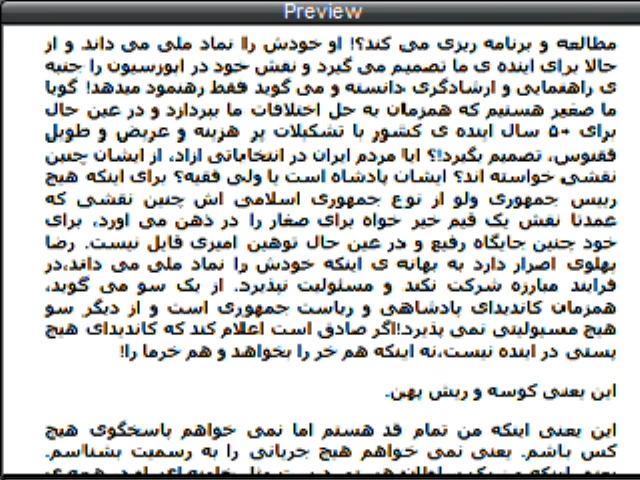 Preview
مطالعه و برنامه ریزی می کند؟! او خودش را نماد ملی می داند و از
حالا برای اینده ی ما تصمیم می گیرد و نقش خود در اپوزسیون را جنبه
ی راهنمایی و ارشادگری دانسته و می گوید فقط رهنمود میدهد! گویا
ما صغیر هستیم که همزمان به حل اختلافات ما بپردازد و در عین حال
برای ۵۰ سال اینده ی کشور با تشکیلات پر هزینه و عریض و طویل
ققنوس، تصمیم بگیرد!؟ ایا مردم ایران در انتخاباتی ازاد، از ایشان چنین
نقشی خواسته اند؟ ایشان پادشاه است یا ولی فقیه؟ برای اینکه هیچ
رییس جمهوری ولو از نوع جمهوری اسلامی اش چنین نقشی که
عمدتا نقش یک قیم خیر خواه برای صغار را در ذهن می اورد، برای
خود چنین جایگاه رفیع و در عین حال توهین امیزی قایل نیست. رضا
پهلوی اصرار دارد به بهانه ی اینکه خودش را نماد ملی می داند،در
فرایند مبارزه شرکت نکند و مسئولیت نپذیرد. از یک سو می گوید،
همزمان کاندیدای پادشاهی و ریاست جمهوری است و از دیگر سو
هیچ مسیولیتی نمی پذیرد!اگر صادق است اعلام کند که کاندیدای هیچ
پستی در اینده نیست،نه اینکه هم خر را بخواهد و هم خرما را!
این یعنی کوسه و ریش پهن.
این یعنی اینکه من تمام قد هستم اما نمی خواهم پاسخگوی هیچ
کس باشم. یعنی نمی خواهم هیچ جریانی را به رسمیت بشناسم.